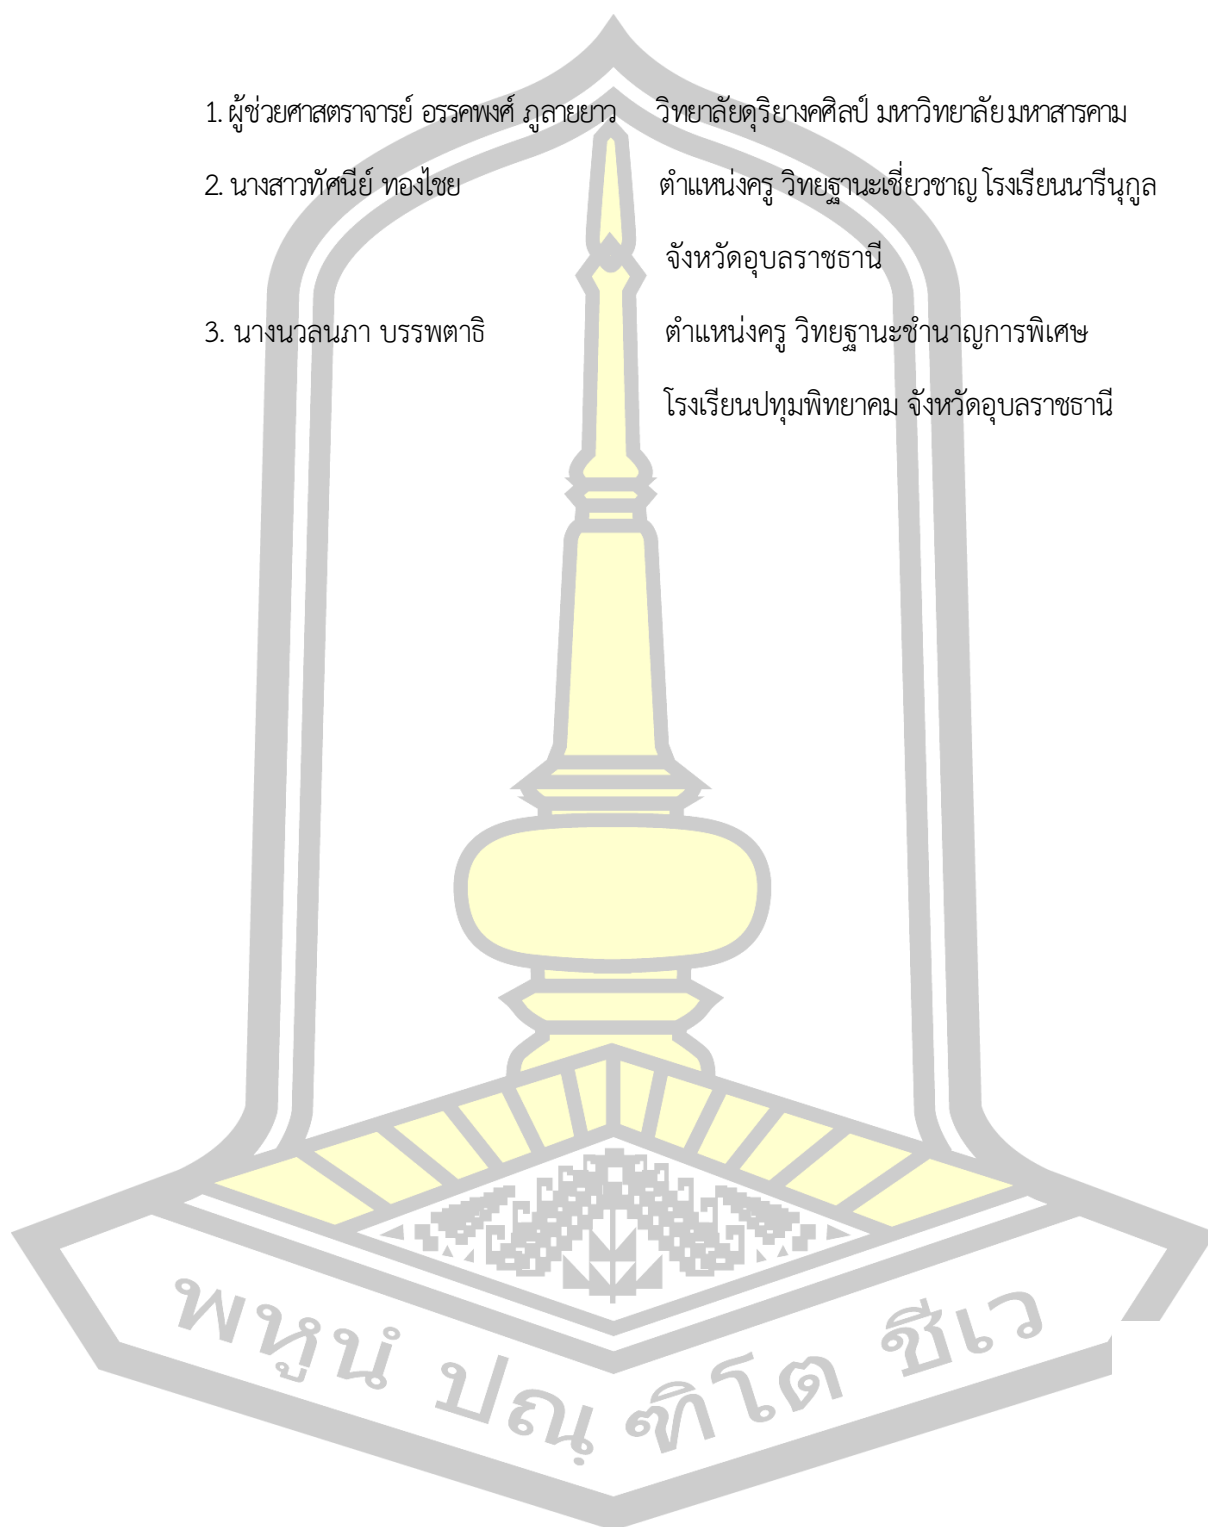 1. ผู้ช่วยศาสตราจารย์ อรรคพงศ์ ภูลายยาว วิทยาลัยดุริยางคศิลป์ มหาวิทยาลัยมหาสารคาม
2. นางสาวทัศนีย์ ทองไชย ตำแหน่งครู วิทยฐานะเชี่ยวชาญ โรงเรียนนารีนุกูล
จังหวัดอุบลราชธานี
3. นางนวลนภา บรรพตาธิ ตำแหน่งครู วิทยฐานะชำนาญการพิเศษ
โรงเรียนปทุมพิทยาคม จังหวัดอุบลราชธานี
พหูนํ ปณฺฑิโต ชีเว